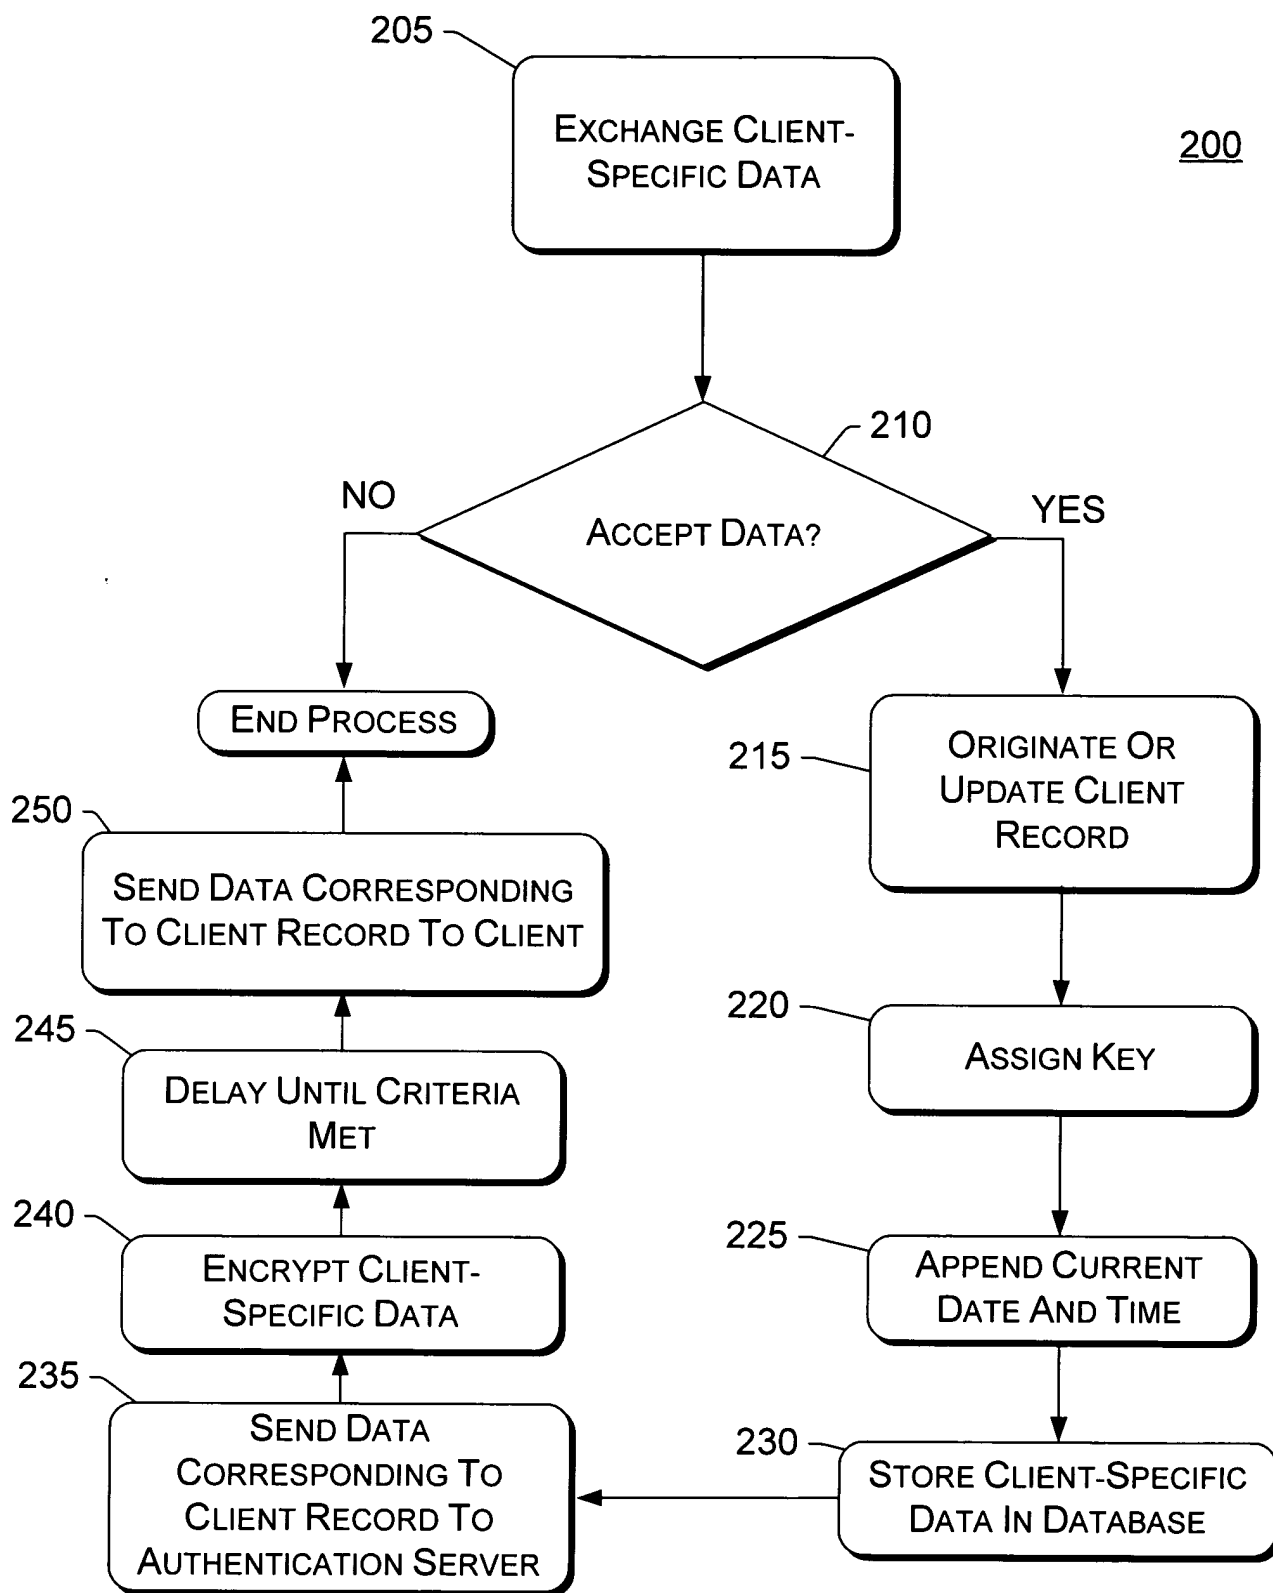 205
EXCHANGE CLIENT-
SPECIFIC DATA
200
210
NO
YES
ACCEPT DATA?
END PROCESS
215
ORIGINATE OR
UPDATE CLIENT
RECORD
250
SEND DATA CORRESPONDING
TO CLIENT RECORD TO CLIENT
220
ASSIGN KEY
245
DELAY UNTIL CRITERIA
MET
240
ENCRYPT CLIENT-
SPECIFIC DATA
225
APPEND CURRENT
DATE AND TIME
235
SEND DATA
CORRESPONDING TO
CLIENT RECORD TO
AUTHENTICATION SERVER
230
STORE CLIENT-SPECIFIC
DATA IN DATABASE